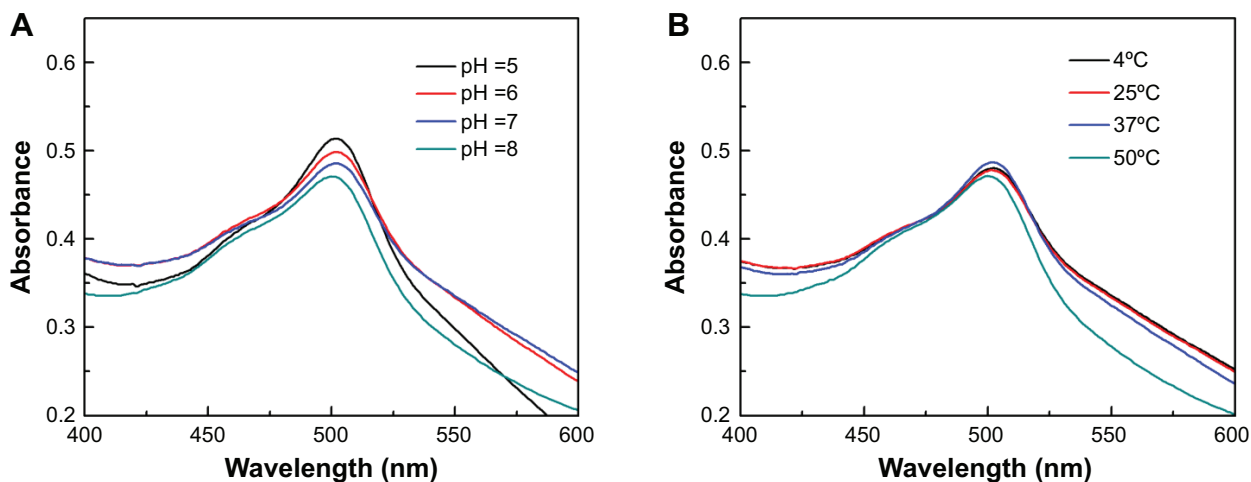 A
Absorbance
0.6
0.5
0.4
0.3
0.2
400
450
500
550
600
Wavelength (nm)
pH =5
pH =6
pH =7
pH =8
B
Absorbance
0.6
0.5
0.4
0.3
0.2
400
450
500
550
600
Wavelength (nm)
4ºC
25ºC
37ºC
50ºC